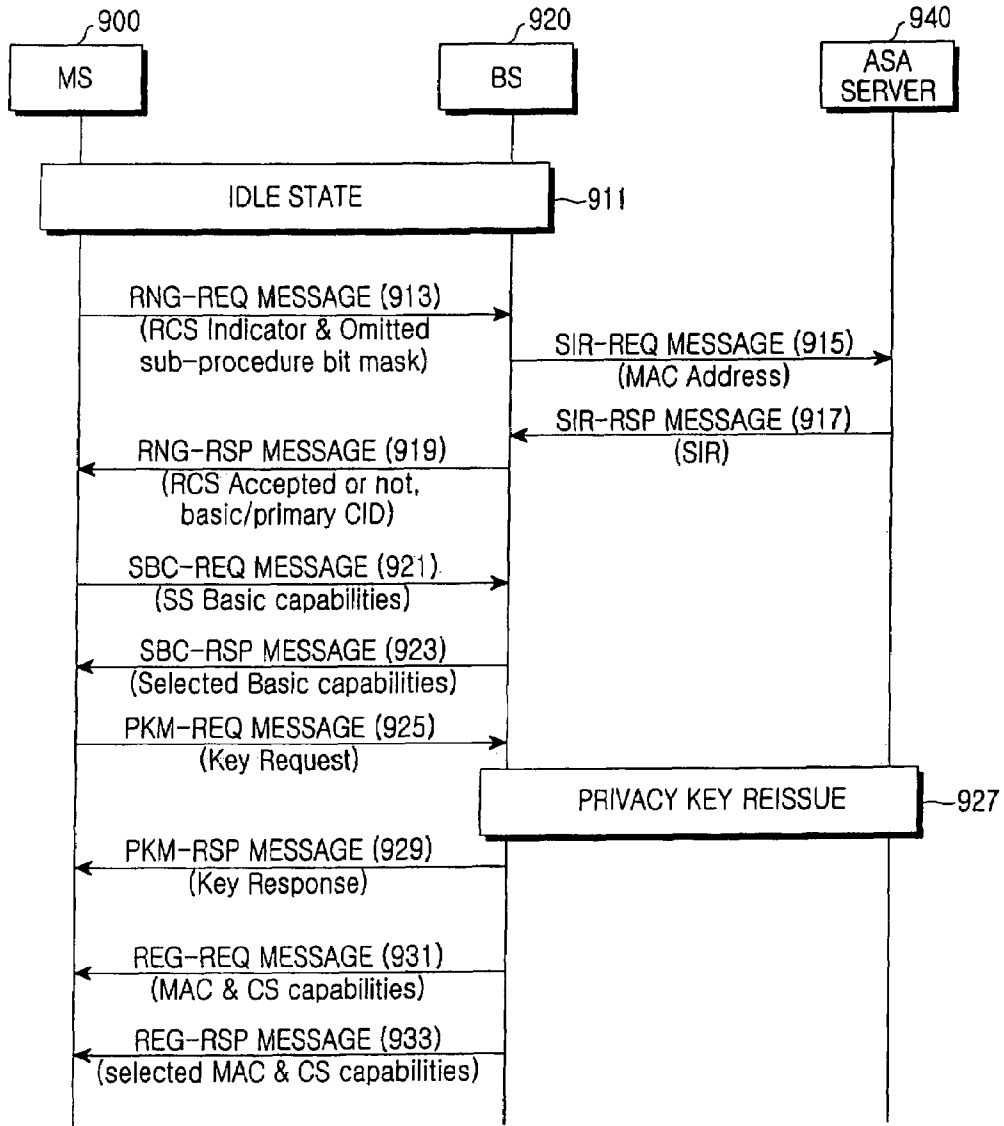 900
920
940
MS
BS
ASA
SERVER
IDLE STATE
911
RNG-REQ MESSAGE (913)
(RCS Indicator & Omitted
sub-procedure bit mask)
SIR-REQ MESSAGE (915)
(MAC Address)
SIR-RSP MESSAGE (917)
(SIR)
RNG-RSP MESSAGE (919)
(RCS Accepted or not,
basic/primary CID)
SBC-REQ MESSAGE (921)
(SS Basic capabilities)
SBC-RSP MESSAGE (923)
(Selected Basic capabilities)
PKM-REQ MESSAGE (925)
(Key Request)
PRIVACY KEY REISSUE
927
PKM-RSP MESSAGE (929)
(Key Response)
REG-REQ MESSAGE (931)
(MAC & CS capabilities)
REG-RSP MESSAGE (933)
(selected MAC & CS capabilities)